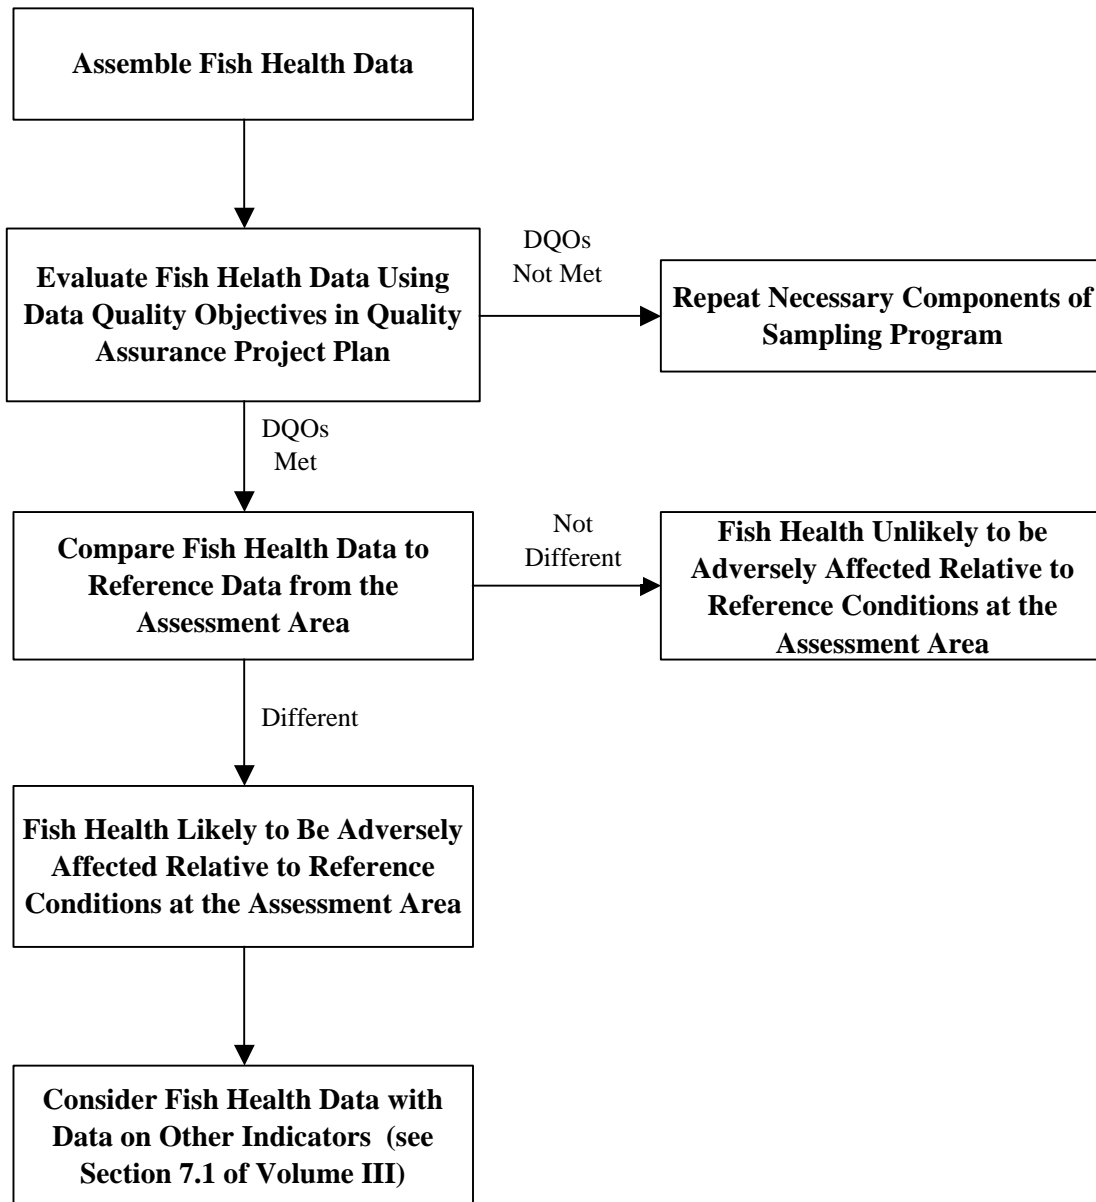 Assemble Fish Health Data
Evaluate Fish Helath Data Using
Data Quality Objectives in Quality
Assurance Project Plan
DQOs
Not Met
Repeat Necessary Components of
Sampling Program
DQOs
Met
Compare Fish Health Data to
Reference Data from the
Assessment Area
Not
Different
Fish Health Unlikely to be
Adversely Affected Relative to
Reference Conditions at the
Assessment Area
Different
Fish Health Likely to Be Adversely
Affected Relative to Reference
Conditions at the Assessment Area
Consider Fish Health Data with
Data on Other Indicators  (see
Section 7.1 of Volume III)